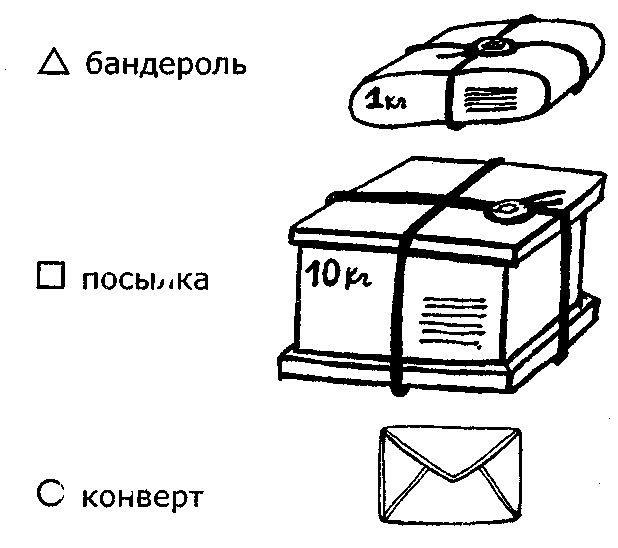 бандероль
1кг
посылка
10кг
конверт